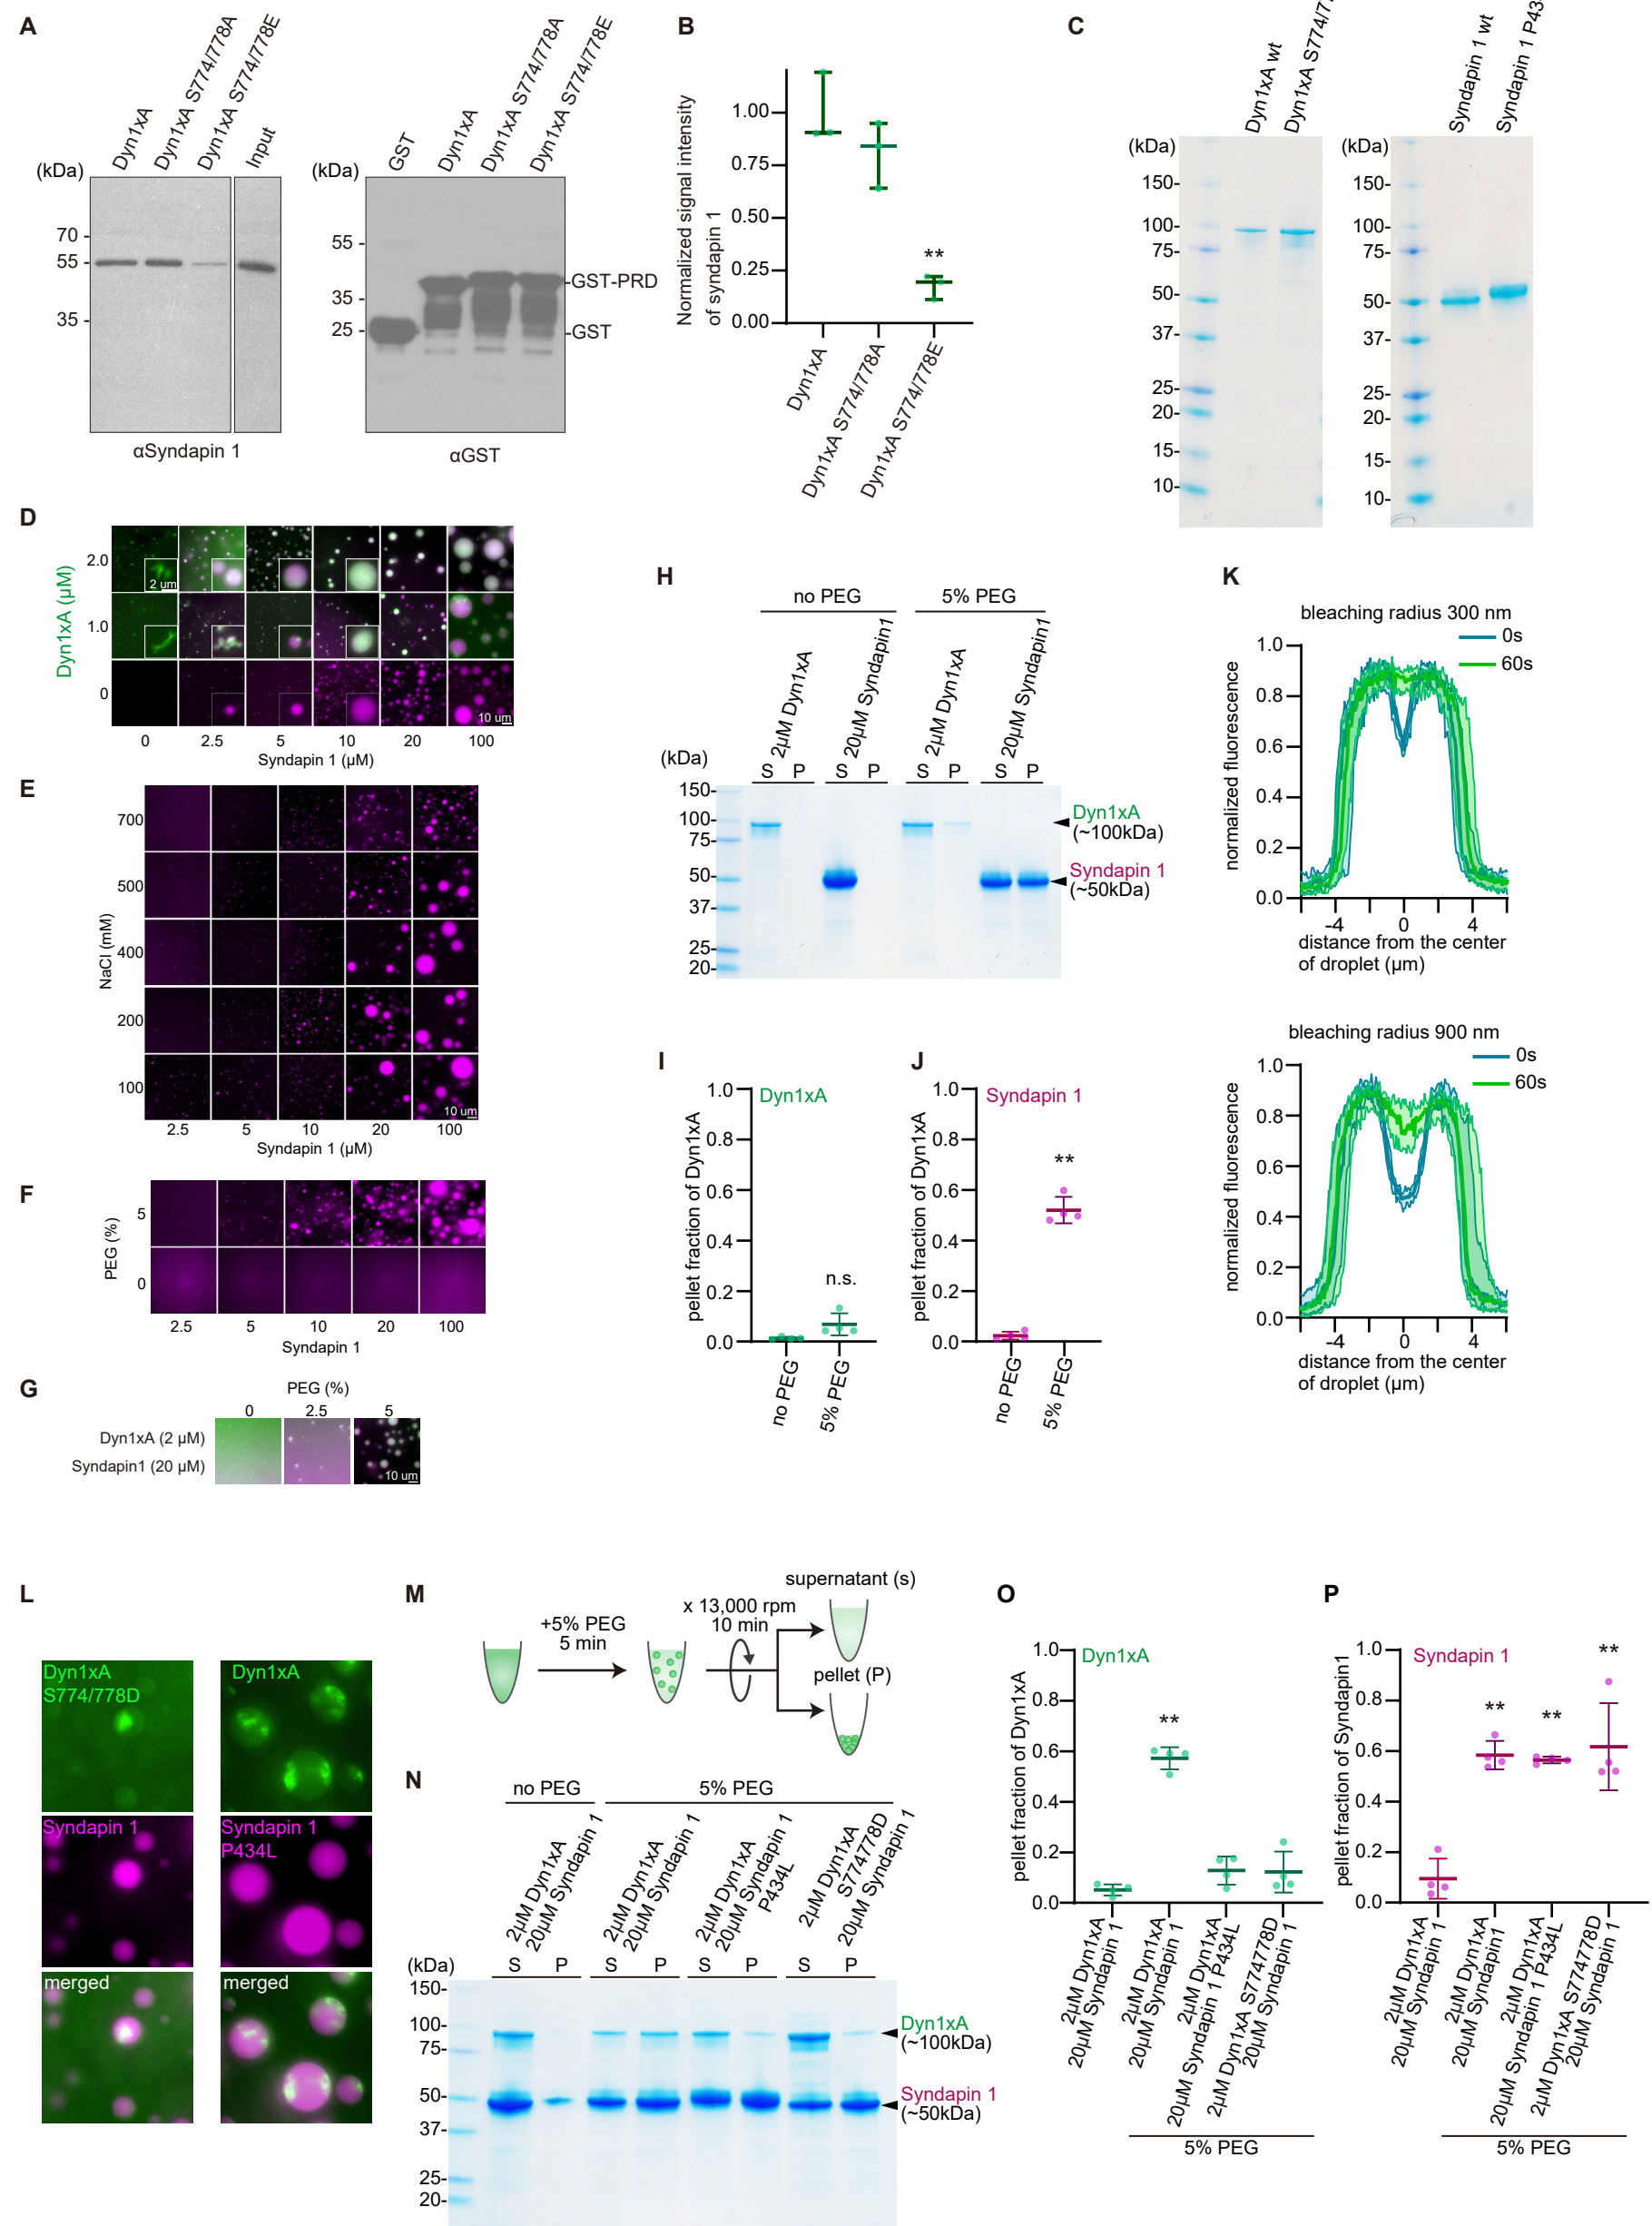 A
Dyn1xA
Dyn1xA S774/778A
Dyn1xA S774/778E
Input
(kDa)
70
55
35
αSyndapin 1
GST
Dyn1xA
Dyn1xA S774/778A
Dyn1xA S774/778E
(kDa)
55
35
25
GST-PRD
GST
αGST
B
Normalized signal intensity
of syndapin 1
1.00
0.75
0.50
0.25
0.00
**
Dyn1xA
Dyn1xA S774/778A
Dyn1xA S774/778E
C
Dyn1xA wt
Dyn1xA
(kDa)
150
100
75
50
37
25
20
15
10
Syndapin 1 wt
Syndapin 1
(kDa)
150
100
75
50
37
25
20
15
10
D
Dyn1xA (µM)
2.0
1.0
0
2 um
10 um
0 2.5 5 10 20 100
Syndapin 1 (µM)
E
NaCl (mM)
700
500
400
200
100
10 um
2.5 5 10 20 100
Syndapin 1 (µM)
F
PEG (%)
5
0
2.5 5 10 20 100
Syndapin 1
G
PEG (%)
0 2.5 5
Dyn1xA (2 µM)
Syndapin1 (20 µM)
10 um
H
no PEG 5% PEG
2µM Dyn1xA
20µM Syndapin1
2µM Dyn1xA
20µM Syndapin1
(kDa)
S P S P S P S P
150
100
75
50
37
25
20
Dyn1xA
(~100kDa)
Syndapin 1
(~50kDa)
I
pellet fraction of Dyn1xA
1.0
0.8
0.6
0.4
0.2
0.0
Dyn1xA
n.s.
no PEG
5% PEG
J
pellet fraction of Dyn1xA
1.0
0.8
0.6
0.4
0.2
0.0
Syndapin 1
**
no PEG
5% PEG
K
bleaching radius 300 nm
0s
60s
normalized fluorescence
1.0
0.8
0.6
0.4
0.2
0.0
-4 0 4
distance from the center
of droplet (µm)
bleaching radius 900 nm
0s
60s
normalized fluorescence
1.0
0.8
0.6
0.4
0.2
0.0
-4 0 4
distance from the center
of droplet (µm)
L
Dyn1xA
S774/778D
Syndapin 1
merged
Dyn1xA
Syndapin 1
P434L
merged
M
+5% PEG
5 min
x 13,000 rpm
10 min
supernatant (s)
pellet (P)
N
no PEG 5% PEG
2µM Dyn1xA
20µM Syndapin 1
2µM Dyn1xA
20µM Syndapin 1
2µM Dyn1xA
20µM Syndapin 1
P434L
2µM Dyn1xA
S774778D
20µM Syndapin 1
(kDa)
S P S P S P S P
150
100
75
50
37
25
20
Dyn1xA
(~100kDa)
Syndapin 1
(~50kDa)
O
pellet fraction of Dyn1xA
1.0
0.8
0.6
0.4
0.2
0.0
Dyn1xA
**
2µM Dyn1xA
20µM Syndapin 1
2µM Dyn1xA
20µM Syndapin 1
2µM Dyn1xA
20µM Syndapin 1 P434L
2µM Dyn1xA S774778D
20µM Syndapin 1
5% PEG
P
pellet fraction of Syndapin1
1.0
0.8
0.6
0.4
0.2
0.0
Syndapin 1
**
**
**
2µM Dyn1xA
20µM Syndapin 1
2µM Dyn1xA
20µM Syndapin 1
2µM Dyn1xA
20µM Syndapin 1 P434L
2µM Dyn1xA S774778D
20µM Syndapin 1
5% PEG